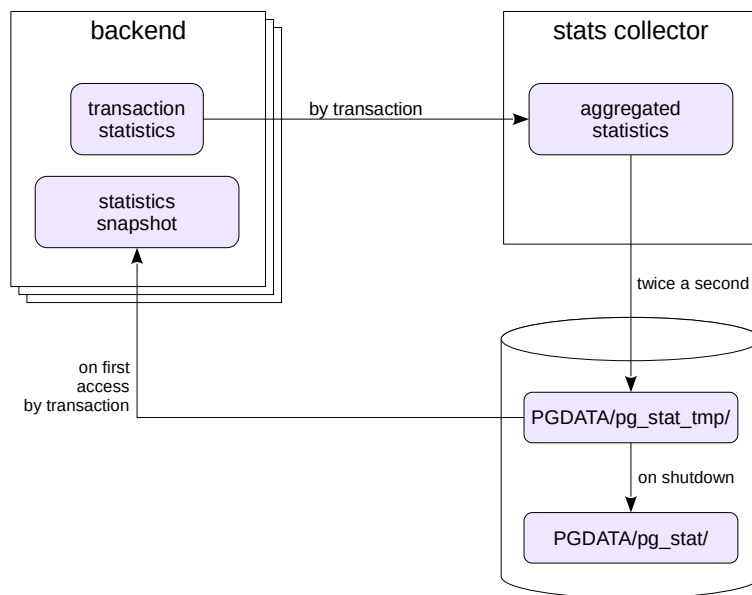 backend
transaction
statistics
statistics
snapshot
by transaction
stats collector
aggregated
statistics
twice a second
on first
access
by transaction
PGDATA/pg_stat_tmp/
on shutdown
PGDATA/pg_stat/